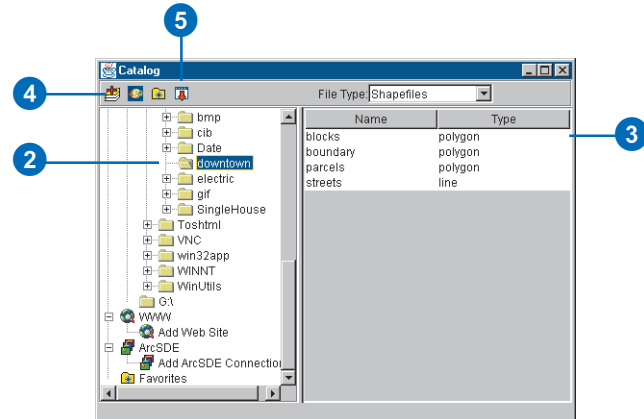 5
Catalog
4
File Type: Shapefiles
bmp
cib
Date
downtown
electric
gif
SingleHouse
Toshtml
VNC
win32app
WINNT
WinUtils
G:\
WWW
Add Web Site
ArcSDE
Add ArcSDE Connection
Favorites
2
Name Type
blocks polygon
boundary polygon
parcels polygon
streets line
3